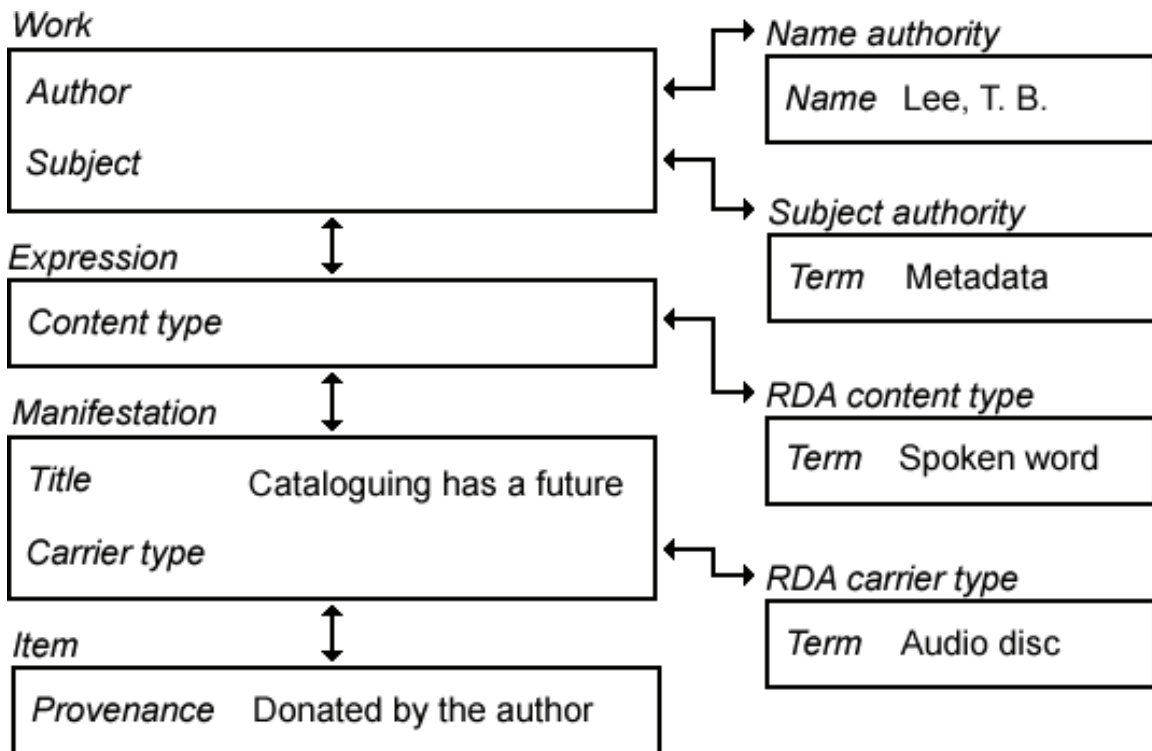 Work
Author
Subject
Expression
Content type
Manifestation
Title Cataloguing has a future
Carrier type
Item
Provenance Donated by the author
Name authority
Name Lee, T. B.
Subject authority
Term Metadata
RDA content type
Term Spoken word
RDA carrier type
Term Audio disc